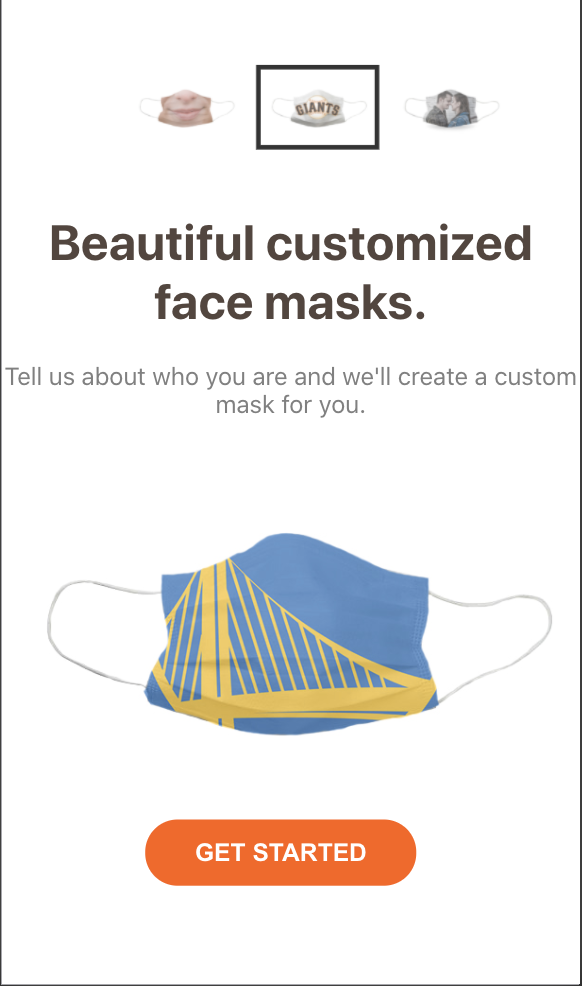 GIANTS
Beautiful customized
face masks.
Tell us about who you are and we'll create a custom
mask for you.
GET STARTED